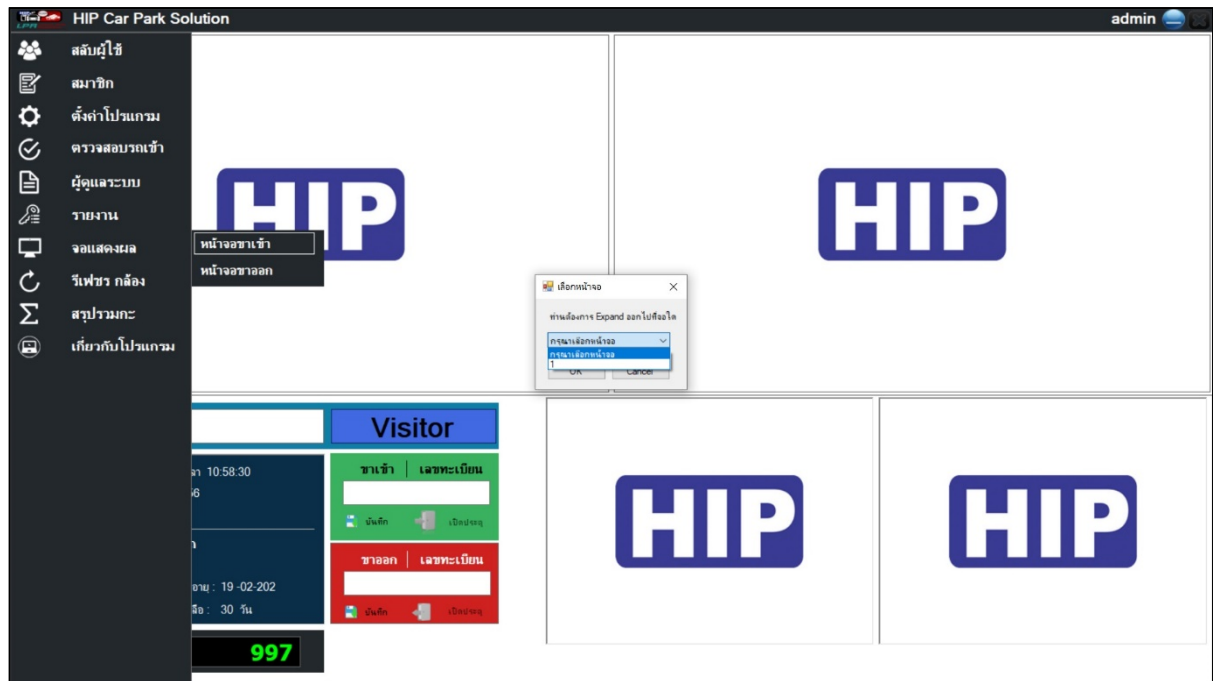 HIP Car Park Solution
admin
สลับผู้ใช้
สมาชิก
ตั้งค่าโปรแกรม
ตรวจสอบรถเข้า
ผู้ดูแลระบบ
รายงาน
จอแสดงผล
รีเฟซร กล้อง
สรุปรวมกะ
เกี่ยวกับโปรแกรม
หน้าจอขาเข้า
หน้าจอขาออก
HIP
HIP
เลือกหน้าจอ
ท่านต้องการ Expand ออกไปที่จอใด
กรุณาเลือกหน้าจอ
กรุณาเลือกหน้าจอ
1
OK
Cancel
Visitor
10:58:30
ขาเข้า
เลขทะเบียน
บันทึก
เปิดประตู
ขาออก
เลขทะเบียน
บันทึก
เปิดประตู
อายุ : 19-02-202
30 วัน
997
HIP
HIP